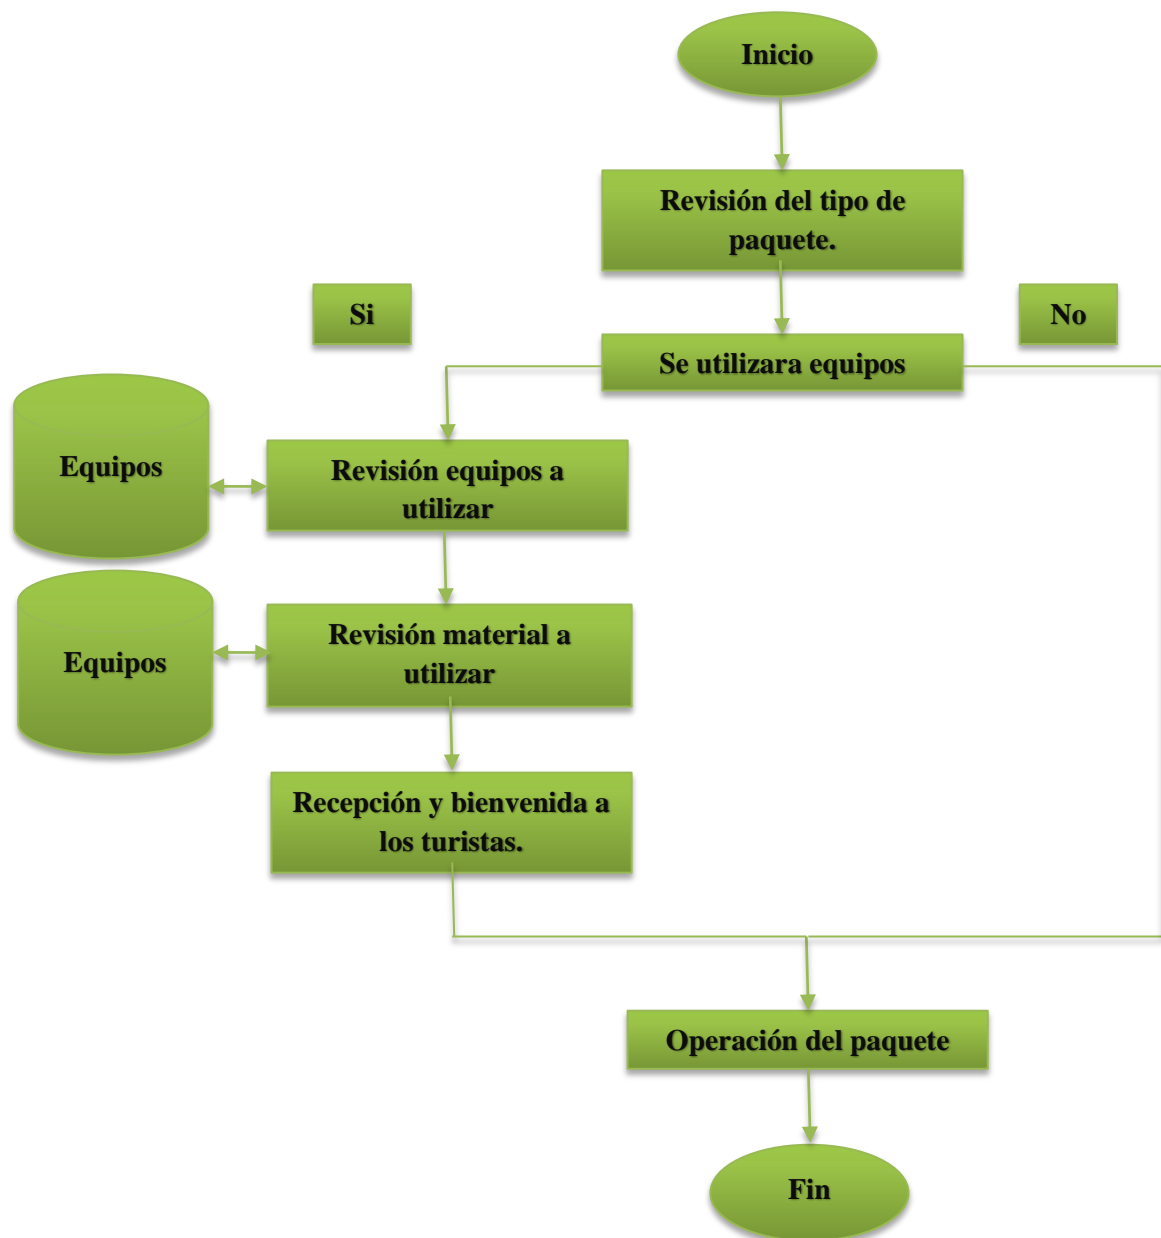 Inicio
Revisión del tipo de
paquete.
Si
No
Se utilizara equipos
Equipos
Revisión equipos a
utilizar
Equipos
Revisión material a
utilizar
Recepción y bienvenida a
los turistas.
Operación del paquete
Fin